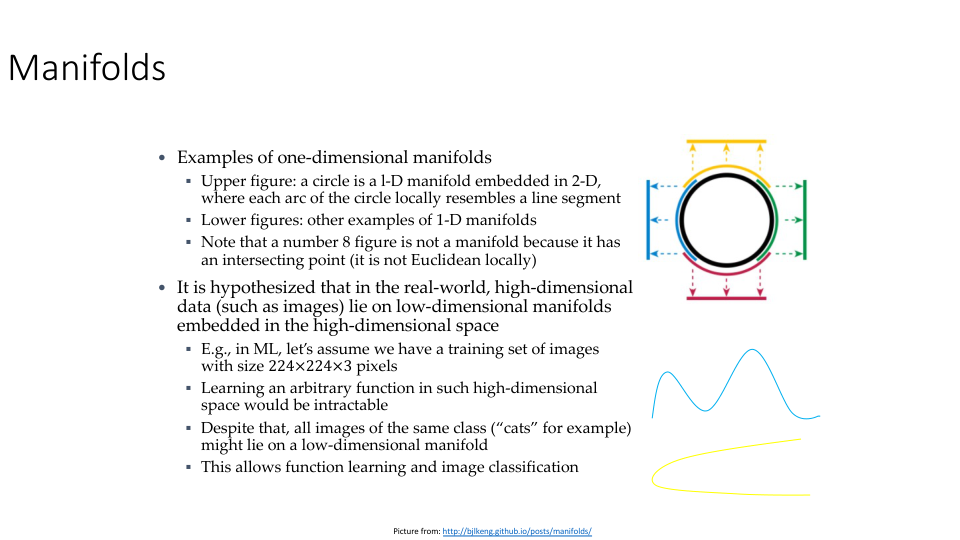 Manifolds
• Examples of one-dimensional manifolds
▪ Upper figure: a circle is a l-D manifold embedded in 2-D,
where each arc of the circle locally resembles a line segment
▪ Lower figures: other examples of 1-D manifolds
▪ Note that a number 8 figure is not a manifold because it has
an intersecting point (it is not Euclidean locally)
• It is hypothesized that in the real-world, high-dimensional
data (such as images) lie on low-dimensional manifolds
embedded in the high-dimensional space
▪ E.g., in ML, let’s assume we have a training set of images
with size 224×224×3 pixels
▪ Learning an arbitrary function in such high-dimensional
space would be intractable
▪ Despite that, all images of the same class (“cats” for example)
might lie on a low-dimensional manifold
▪ This allows function learning and image classification
Picture from: http://bjlkeng.github.io/posts/manifolds/